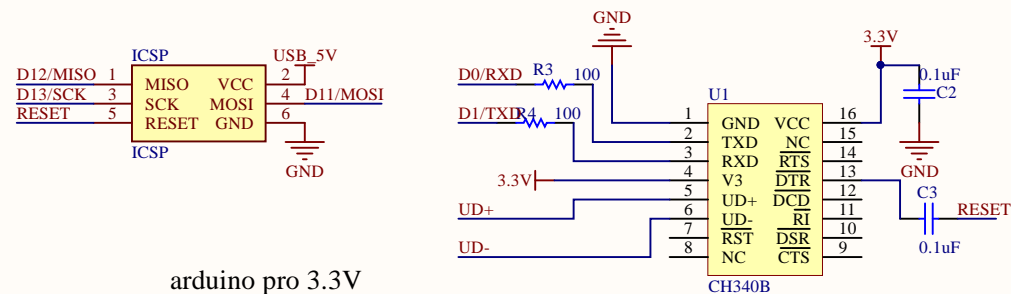 ICSP
D12/MISO 1 MISO VCC 2 USB_5V
D13/SCK 3 SCK MOSI 4 D11/MOSI
RESET 5 RESET GND 6
ICSP
GND
arduino pro 3.3V
GND
3.3V
D0/RXD R3 100
0.1uF
C2
D1/TXD R4 100
U1
1 GND VCC 16
2 TXD NC 15
3 RXD RTS 14
GND
3.3V 4 V3 DTR 13
5 UD+ DCD 12
C3
UD+ 6 UD- RI 11
RESET
7 RST DSR 10
UD- 8 NC CTS 9
0.1uF
CH340B